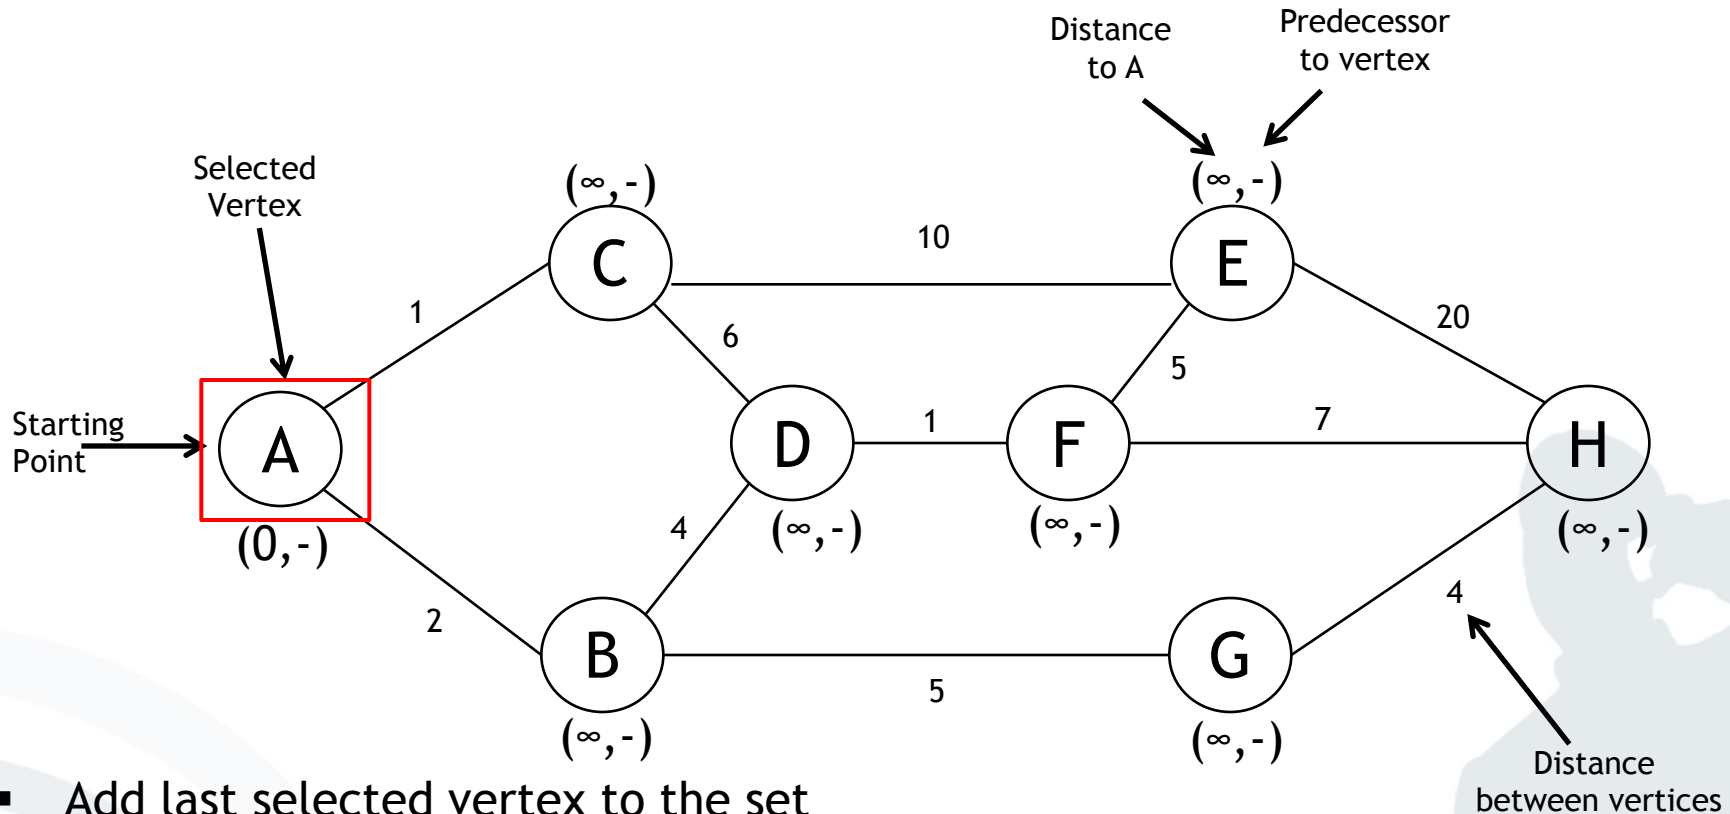 Distance
to A
Predecessor
to vertex
Selected
Vertex
(∞,-)
(∞,-)
C
10
E
1
6
20
5
Starting
Point
A
D
1
F
7
H
(0,-)
4
(∞,-)
(∞,-)
(∞,-)
2
4
B
5
G
(∞,-)
(∞,-)
Distance
between vertices
▪ Add last selected vertex to the set